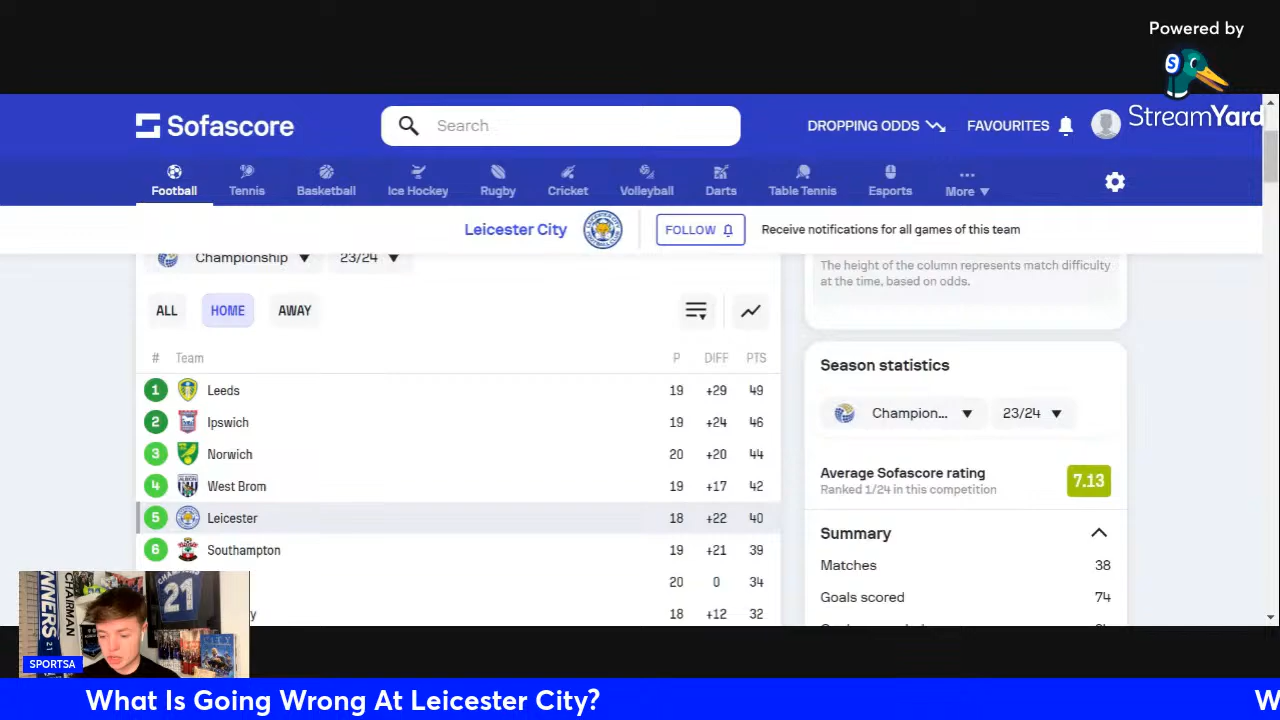 Powered by
StreamYard
Sofascore
Search
DROPPING ODDS
FAVOURITES
Football
Tennis
Basketball
Ice Hockey
Rugby
Cricket
Volleyball
Darts
Table Tennis
Esports
More
Leicester City
FOLLOW
Receive notifications for all games of this team
Championship
23/24
The height of the column represents match difficulty
at the time, based on odds.
ALL HOME AWAY
# Team P DIFF PTS
1 Leeds 19 +29 49
2 Ipswich 19 +24 46
3 Norwich 20 +20 44
4 West Brom 19 +17 42
5 Leicester 18 +22 40
6 Southampton 19 +21 39
20 0 34
18 +12 32
Season statistics
Champion... 23/24
Average Sofascore rating
Ranked 1/24 in this competition
7.13
Summary
Matches 38
Goals scored 74
WINNERS 21
CHAIRMAN
21
CITY
SPORTSA
What Is Going Wrong At Leicester City?
W